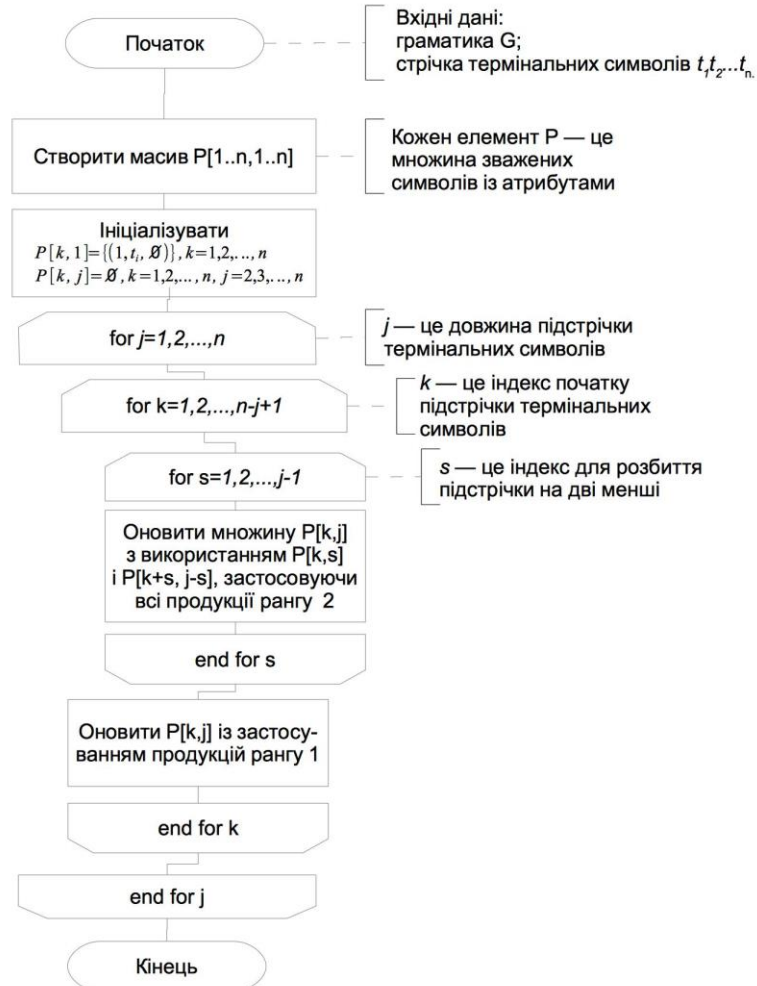 Початок
Вхідні дані:
граматика G;
стрічка термінальних символів t₁t₂...tₙ.
Створити масив P[1..n,1..n]
Кожен елемент P — це
множина зважених
символів із атрибутами
Ініціалізувати
P[k,1]={(1,tᵢ,Ø)},k=1,2,...,n
P[k,j]=Ø,k=1,2,...,n,j=2,3,...,n
for j=1,2,...,n
j — це довжина підстрічки
термінальних символів
for k=1,2,...,n-j+1
k — це індекс початку
підстрічки термінальних
символів
for s=1,2,...,j-1
s — це індекс для розбиття
підстрічки на дві менші
Оновити множину P[k,j]
з використанням P[k,s]
і P[k+s, j-s], застосовуючи
всі продукції рангу 2
end for s
Оновити P[k,j] із застосу-
ванням продукцій рангу 1
end for k
end for j
Кінець